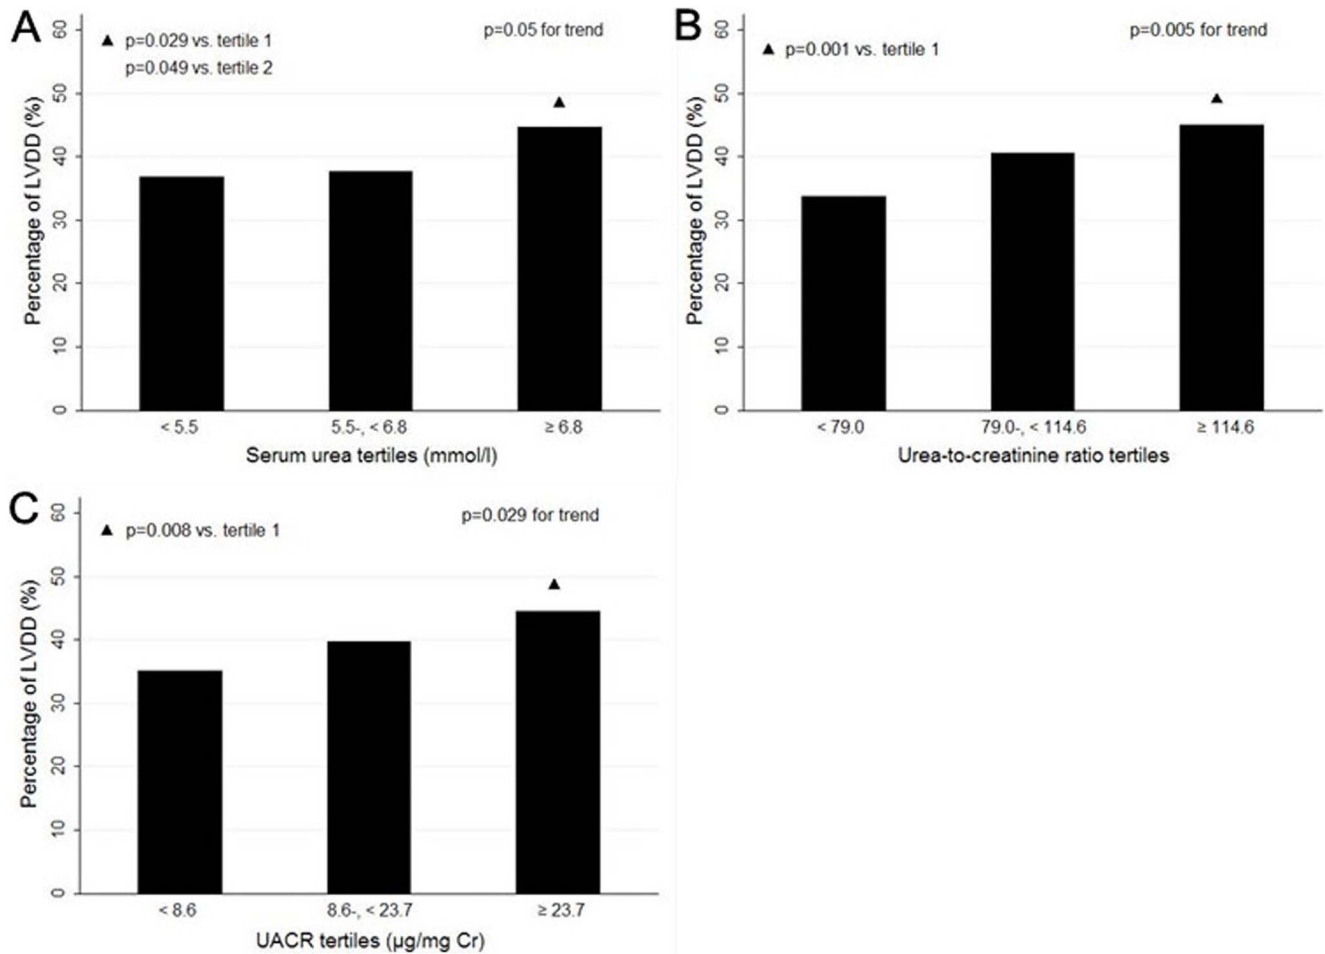 A
▲ p=0.029 vs. tertile 1
p=0.049 vs. tertile 2
p=0.05 for trend
Percentage of LVDD (%)
60
50
40
30
20
10
0
< 5.5
5.5-, < 6.8
≥ 6.8
Serum urea tertiles (mmol/l)
B
▲ p=0.001 vs. tertile 1
p=0.005 for trend
Percentage of LVDD (%)
60
50
40
30
20
10
0
< 79.0
79.0-, < 114.6
≥ 114.6
Urea-to-creatinine ratio tertiles
C
▲ p=0.008 vs. tertile 1
p=0.029 for trend
Percentage of LVDD (%)
60
50
40
30
20
10
0
< 8.6
8.6-, < 23.7
≥ 23.7
UACR tertiles (μg/mg Cr)